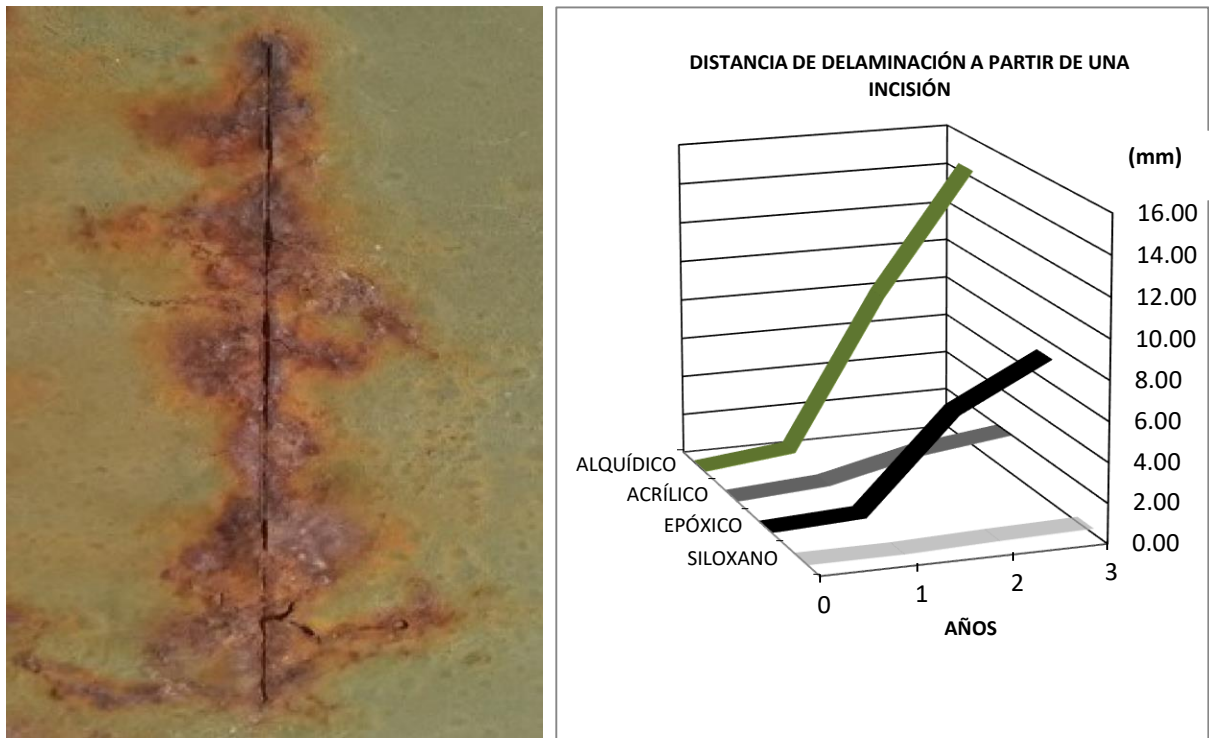 DISTANCIA DE DELAMINACIÓN A PARTIR DE UNA
INCISIÓN
(mm)
16.00
14.00
12.00
10.00
8.00
6.00
4.00
2.00
0.00
ALQUÍDICO
ACRÍLICO
EPÓXICO
SILOXANO
0
1
2
3
AÑOS